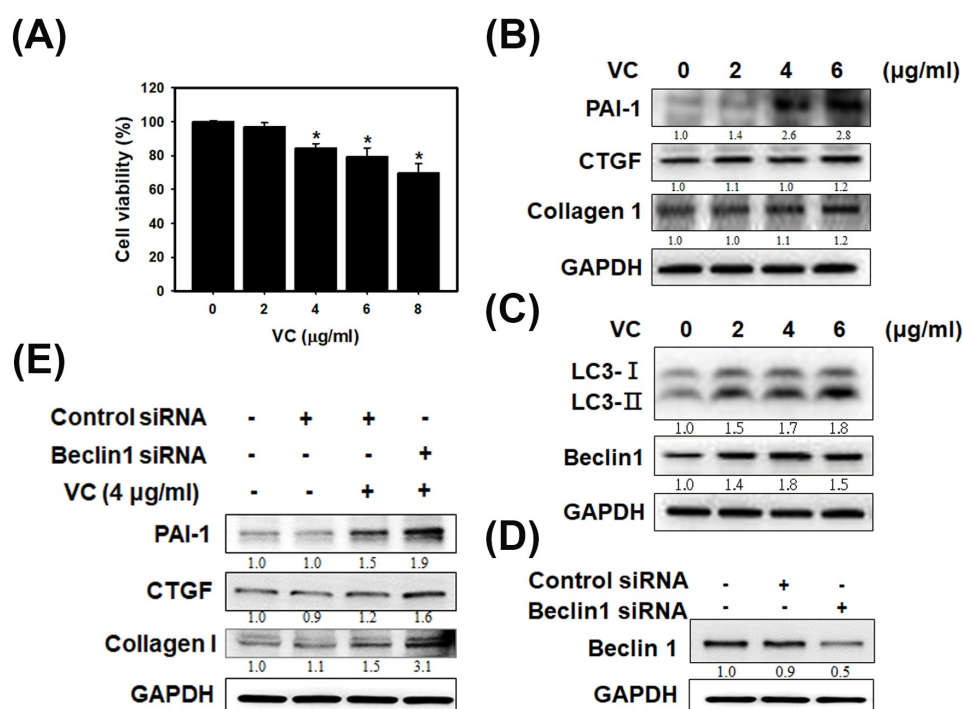 (A)
120
100
80
60
40
20
0
Cell viability (%)
* * *
0 2 4 6 8
VC (μg/ml)
(B)
VC 0 2 4 6 (μg/ml)
PAI-1
1.0 1.4 2.6 2.8
CTGF
1.0 1.1 1.0 1.2
Collagen 1
1.0 1.0 1.1 1.2
GAPDH
(C)
VC 0 2 4 6 (μg/ml)
LC3-Ⅰ
LC3-Ⅱ
1.0 1.5 1.7 1.8
Beclin1
1.0 1.4 1.8 1.5
GAPDH
(D)
Control siRNA - + -
Beclin1 siRNA - - +
Beclin 1
1.0 0.9 0.5
GAPDH
(E)
Control siRNA - + + -
Beclin1 siRNA - - - +
VC (4 μg/ml) - - + +
PAI-1
1.0 1.0 1.5 1.9
CTGF
1.0 0.9 1.2 1.6
Collagen I
1.0 1.1 1.5 3.1
GAPDH